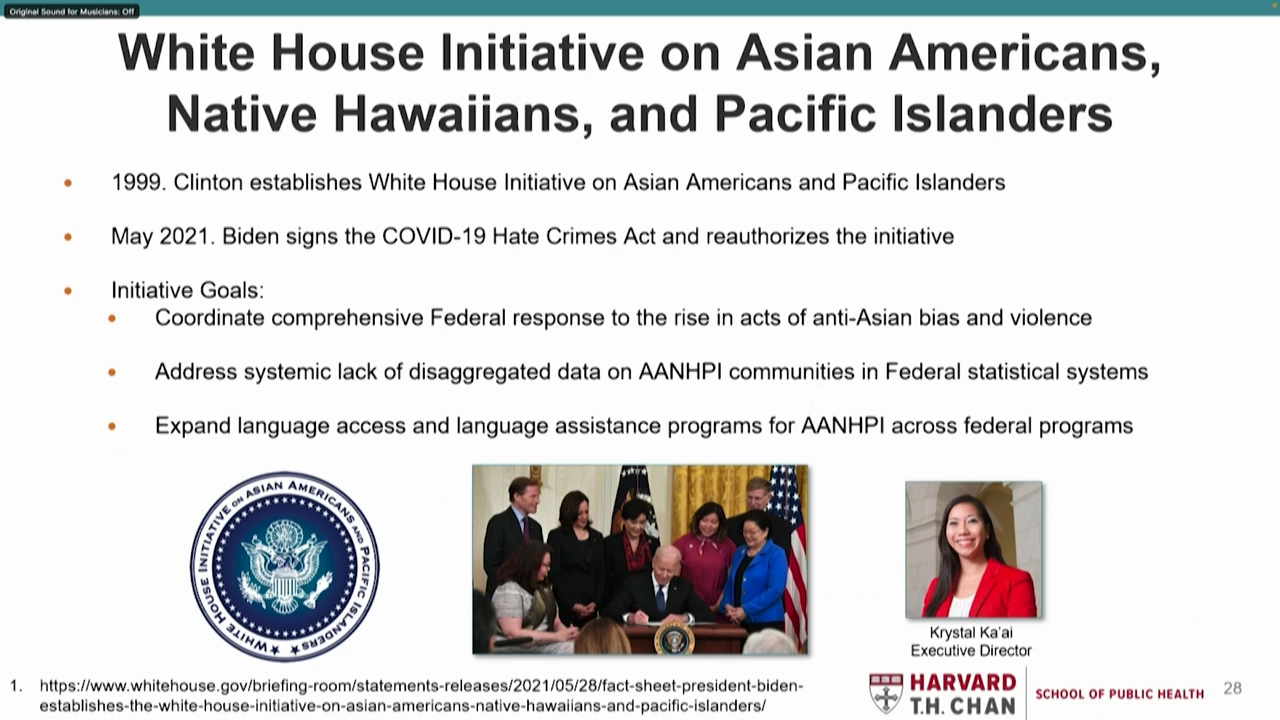 Original Sound for Musicians: Off
White House Initiative on Asian Americans,
Native Hawaiians, and Pacific Islanders
• 1999. Clinton establishes White House Initiative on Asian Americans and Pacific Islanders
• May 2021. Biden signs the COVID-19 Hate Crimes Act and reauthorizes the initiative
• Initiative Goals:
• Coordinate comprehensive Federal response to the rise in acts of anti-Asian bias and violence
• Address systemic lack of disaggregated data on AANHPI communities in Federal statistical systems
• Expand language access and language assistance programs for AANHPI across federal programs
WHITE HOUSE INITIATIVE ON ASIAN AMERICANS AND PACIFIC ISLANDERS
Krystal Ka'ai
Executive Director
1. https://www.whitehouse.gov/briefing-room/statements-releases/2021/05/28/fact-sheet-president-biden-
establishes-the-white-house-initiative-on-asian-americans-native-hawaiians-and-pacific-islanders/
HARVARD
T.H. CHAN
SCHOOL OF PUBLIC HEALTH
28